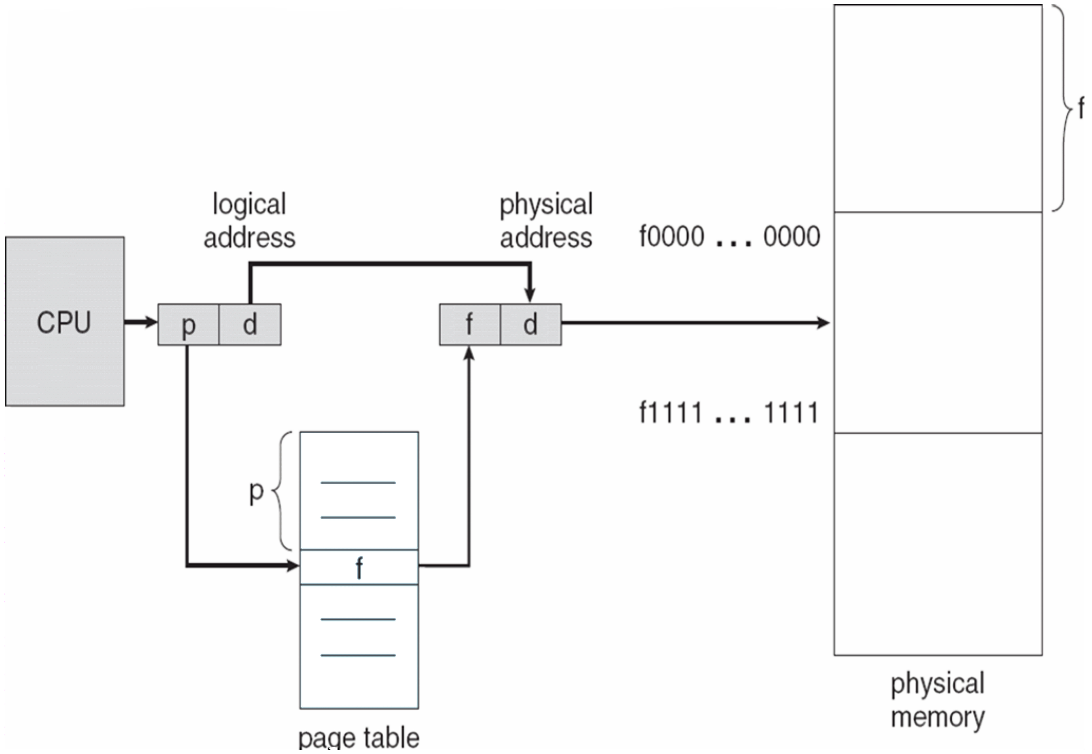 f
logical
address
physical
address
f0000 ... 0000
CPU
p
d
f
d
f1111 ... 1111
p
f
physical
memory
page table